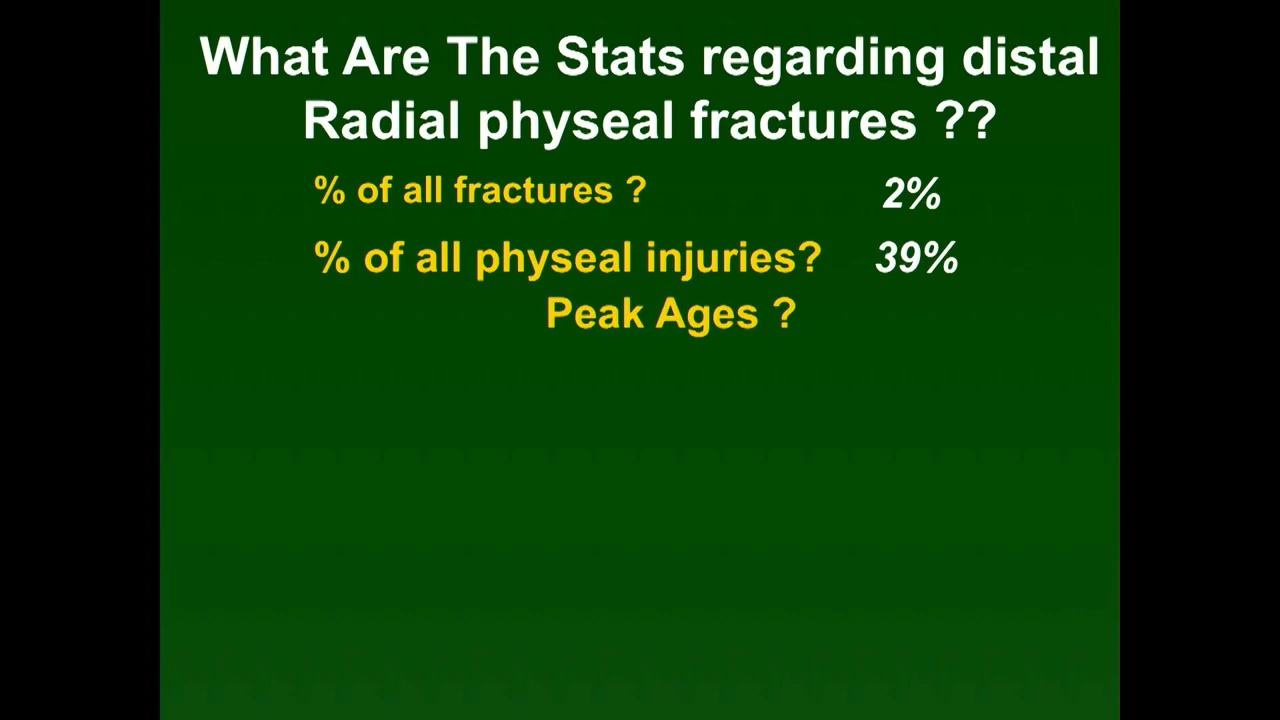 What Are The Stats regarding distal
Radial physeal fractures ??
% of all fractures ? 2%
% of all physeal injuries? 39%
Peak Ages ?